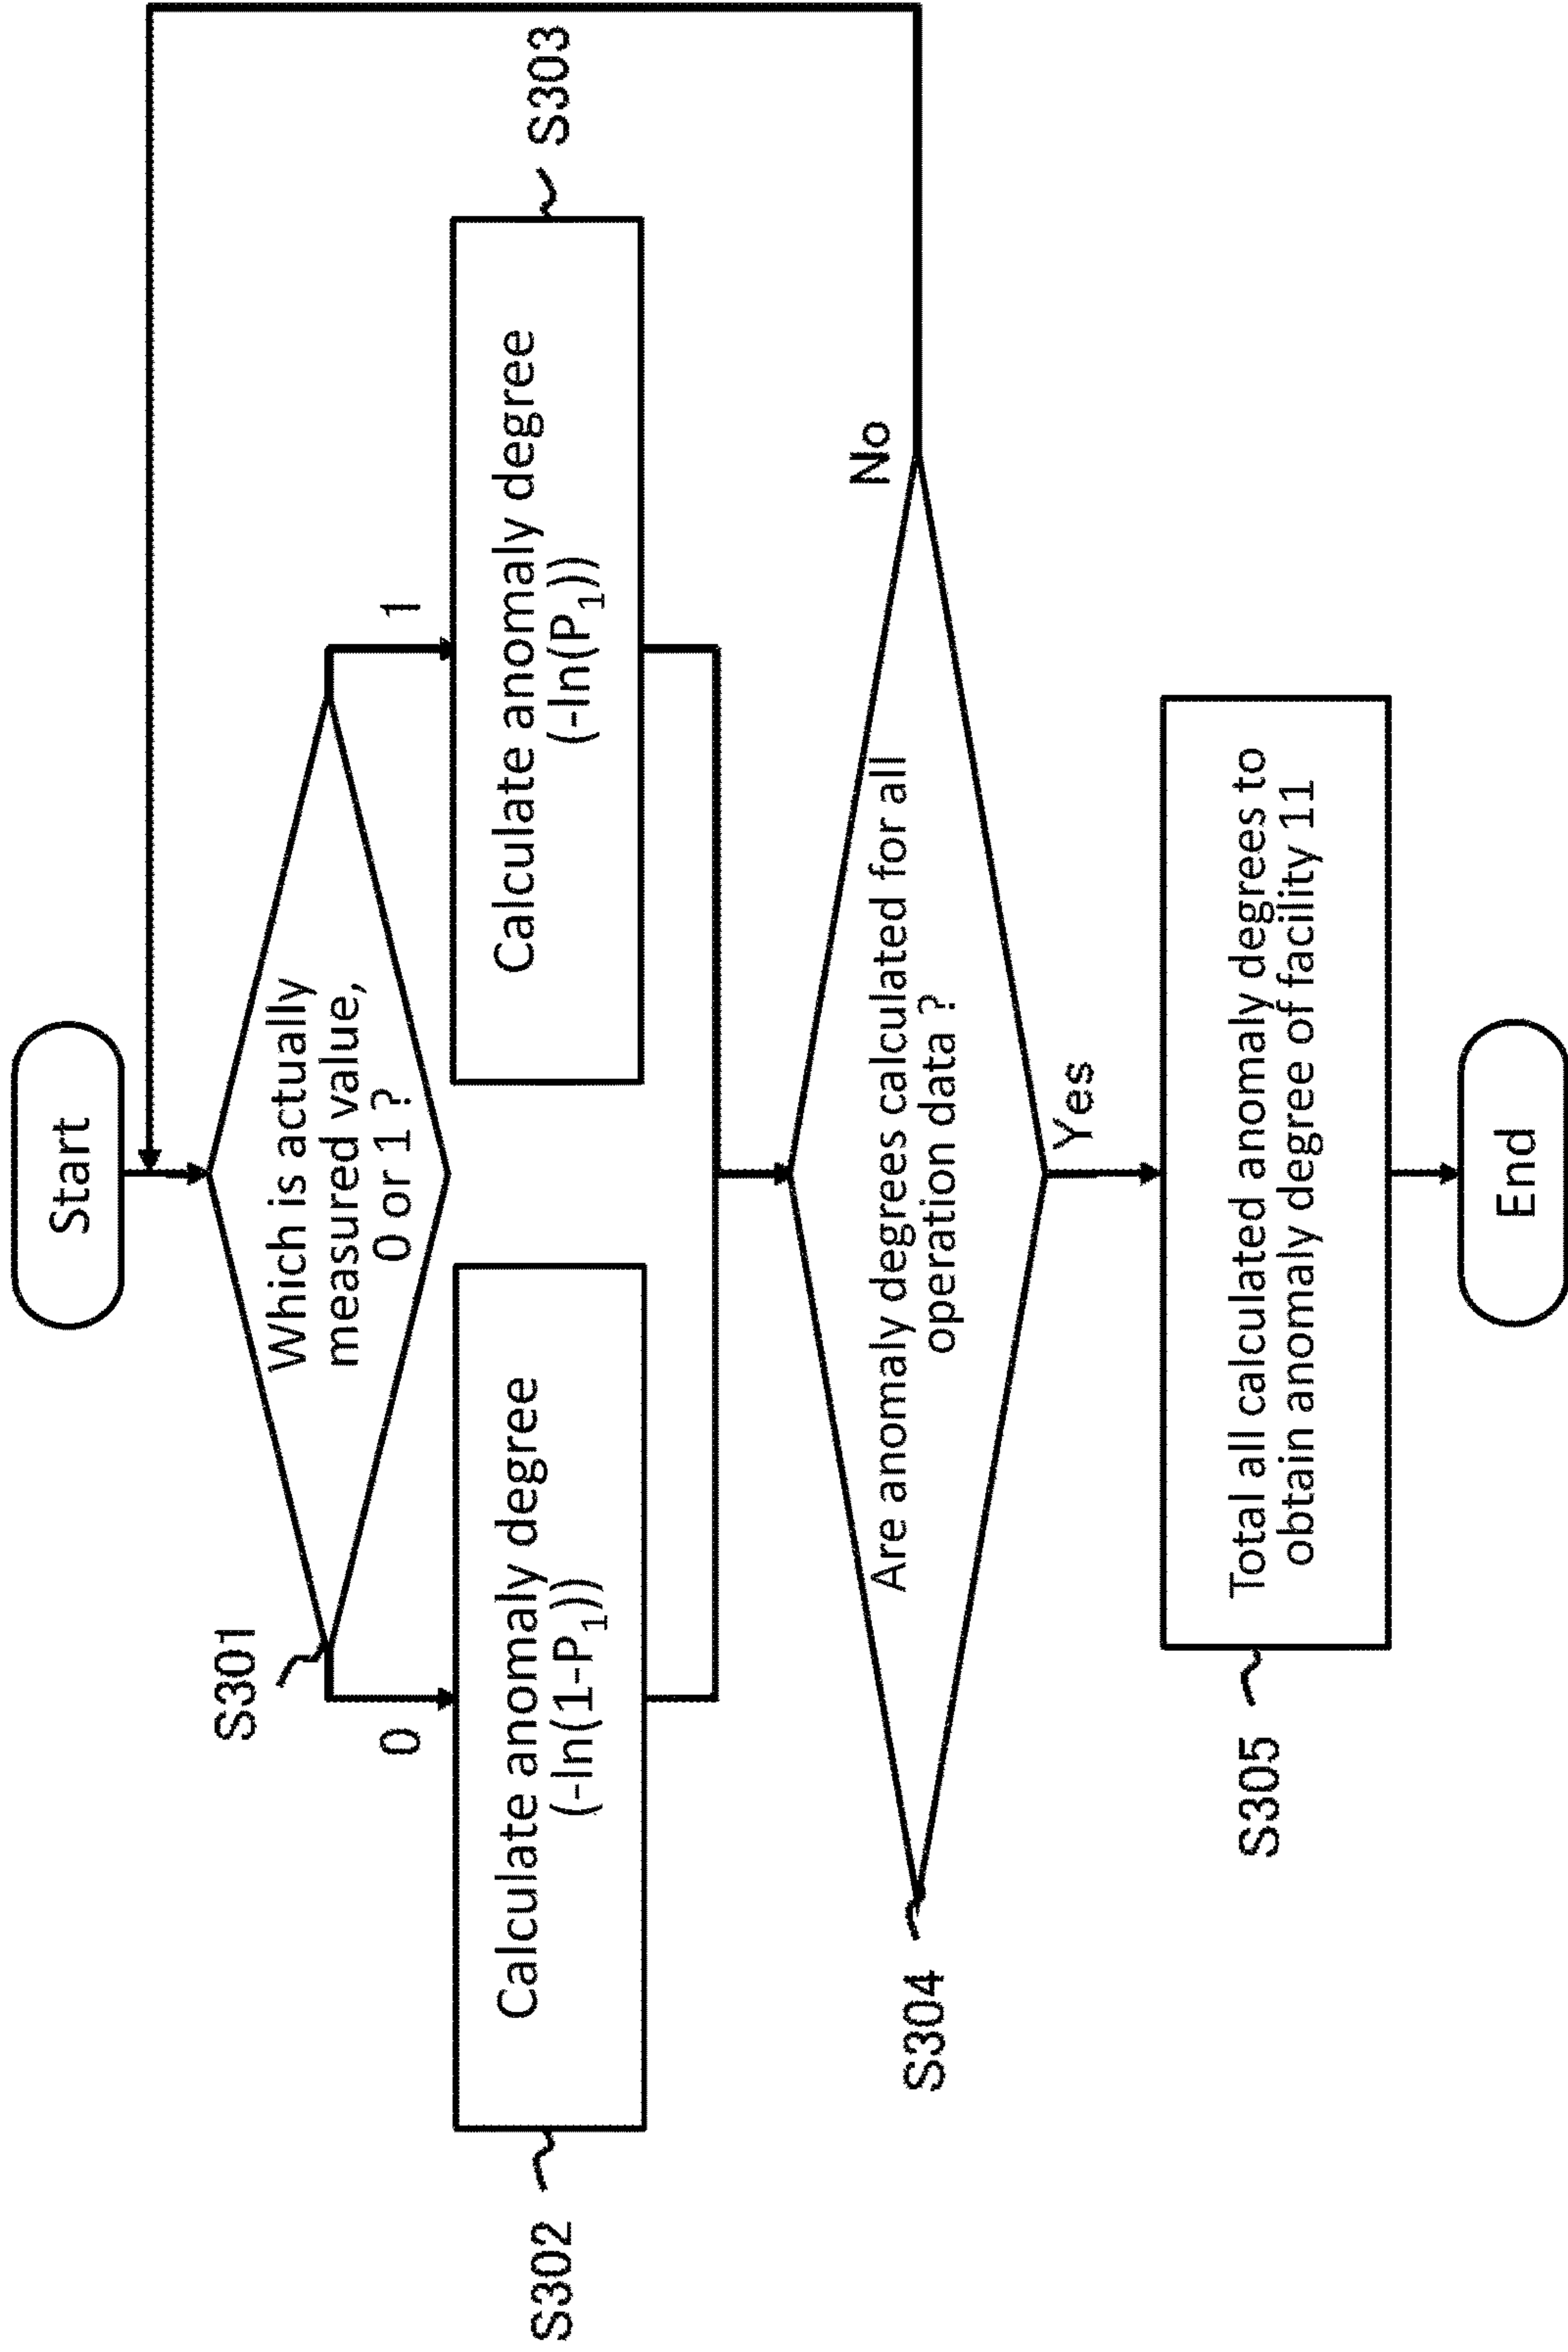 Start
S301
Which is actually
measured value,
0 or 1 ?
0
1
S302
Calculate anomaly degree
(-ln(1-P₁))
Calculate anomaly degree
(-ln(P₁))
S303
S304
Are anomaly degrees calculated for all
operation data ?
No
Yes
S305
Total all calculated anomaly degrees to
obtain anomaly degree of facility 11
End